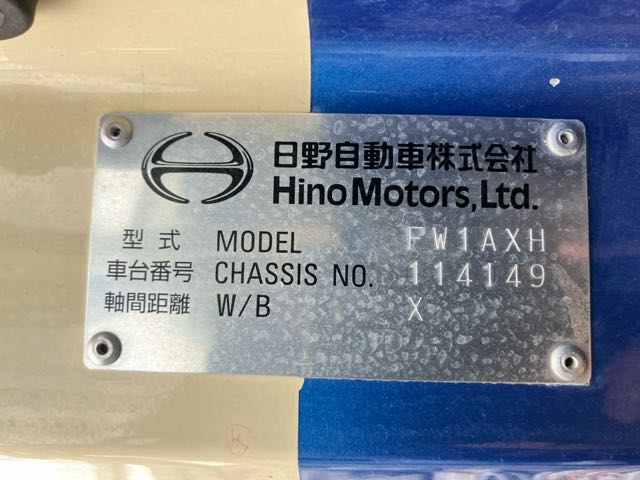 日野自動車株式会社
Hino Motors, Ltd.
型式 MODEL FW1AXH
車台番号 CHASSIS NO. 114149
軸間距離 W/B X